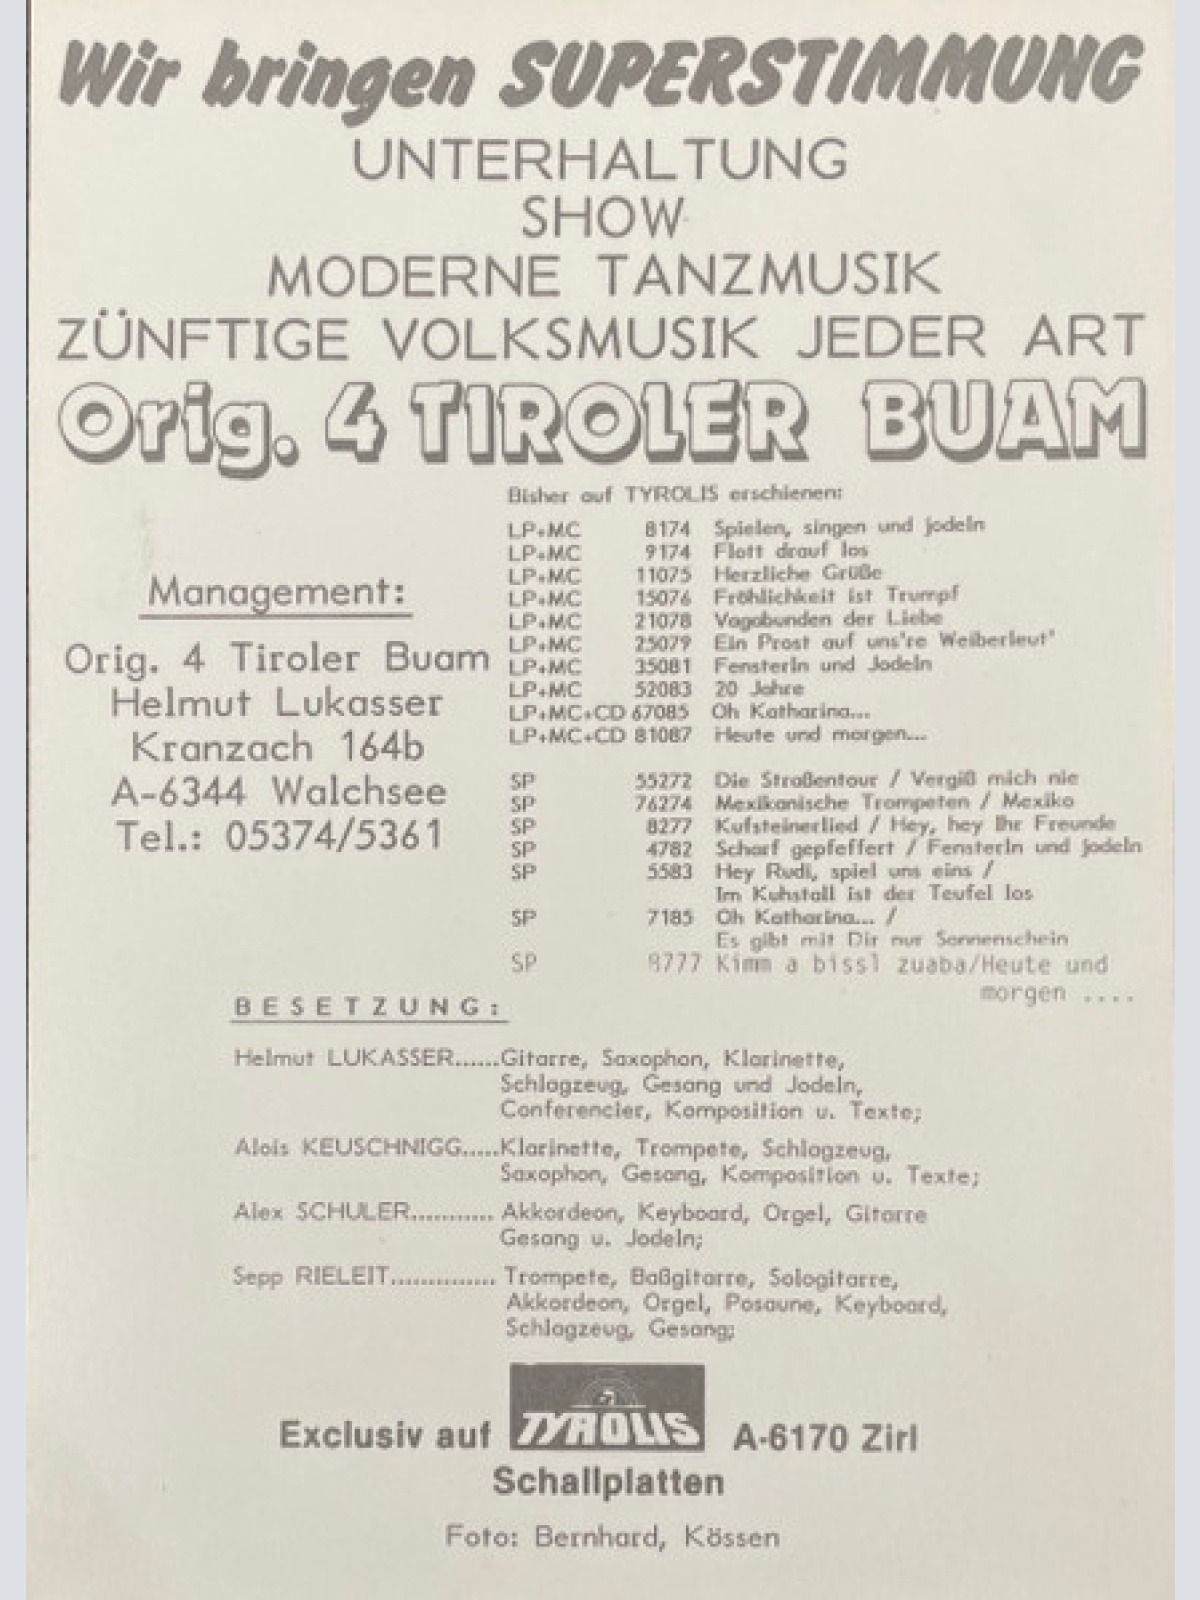 Wir bringen SUPERSTIMMUNG
UNTERHALTUNG
SHOW
MODERNE TANZMUSIK
ZÜNFTIGE VOLKSMUSIK JEDER ART
Orig. 4 TIROLER BUAM
Bisher auf TYROLIS erschienen:
LP+MC 8174 Spielen, singen und jodeln
LP+MC 9174 Flott drauf los
LP+MC 11075 Herzliche Grüße
LP+MC 15076 Fröhlichkeit ist Trumpf
LP+MC 21078 Vagabunden der Liebe
LP+MC 25079 Ein Prost auf uns're Weiberleut'
LP+MC 35081 Fensterln und Jodeln
LP+MC 52083 20 Jahre
LP+MC+CD 67085 Oh Katharina...
LP+MC+CD 81087 Heute und morgen...
SP 55272 Die Straßentour / Vergiß mich nie
SP 76274 Mexikanische Trompeten / Mexiko
SP 8277 Kufsteinerlied / Hey, hey Ihr Freunde
SP 4782 Scharf gepfeffert / Fensterln und jodeln
SP 5583 Hey Rudi, spiel uns eins /
Im Kuhstall ist der Teufel los
SP 7185 Oh Katharina... /
Es gibt mit Dir nur Sonnenschein
SP 8777 Kimm a bissl zuaba/Heute und
morgen ....
Management:
Orig. 4 Tiroler Buam
Helmut Lukasser
Kranzach 164b
A-6344 Walchsee
Tel.: 05374/5361
BESETZUNG:
Helmut LUKASSER......Gitarre, Saxophon, Klarinette,
Schlagzeug, Gesang und Jodeln,
Conferencier, Komposition u. Texte;
Alois KEUSCHNIGG.....Klarinette, Trompete, Schlagzeug,
Saxophon, Gesang, Komposition u. Texte;
Alex SCHULER........... Akkordeon, Keyboard, Orgel, Gitarre
Gesang u. Jodeln;
Sepp RIELEIT.............. Trompete, Baßgitarre, Sologitarre,
Akkordeon, Orgel, Posaune, Keyboard,
Schlagzeug, Gesang;
Exclusiv auf TYROLIS A-6170 Zirl
Schallplatten
Foto: Bernhard, Kössen